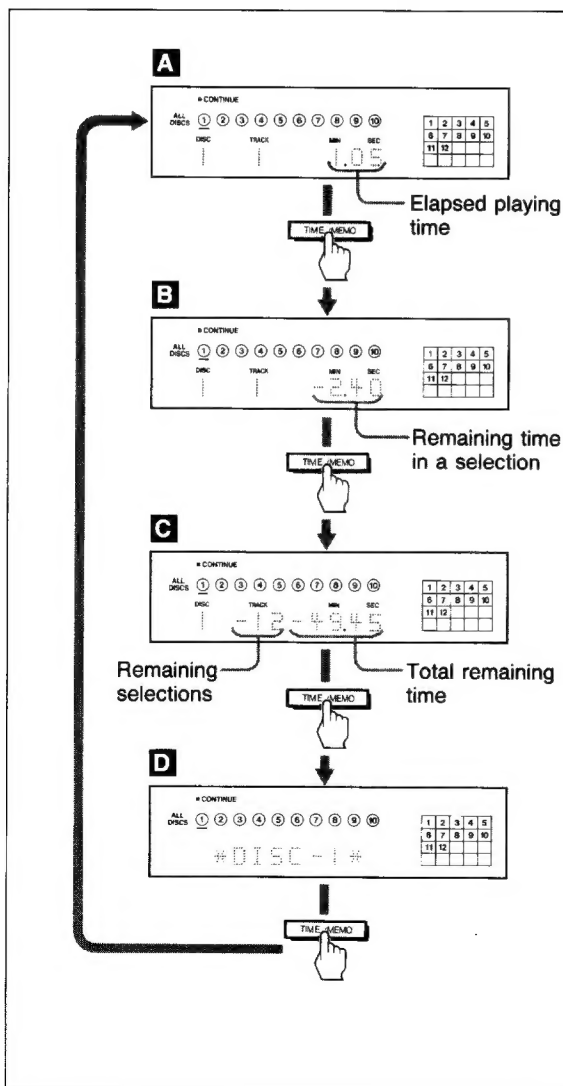 A
CONTINUE
ALL DISCS ① ② ③ ④ ⑤ ⑥ ⑦ ⑧ ⑨ ⑩
DISC TRACK MIN SEC
1 1 1.05
1 2 3 4 5
6 7 8 9 10
11 12
Elapsed playing
time
TIME/MEMO
B
CONTINUE
ALL DISCS ① ② ③ ④ ⑤ ⑥ ⑦ ⑧ ⑨ ⑩
DISC TRACK MIN SEC
1 1 -2.40
1 2 3 4 5
6 7 8 9 10
11 12
Remaining time
in a selection
TIME/MEMO
C
CONTINUE
ALL DISCS ① ② ③ ④ ⑤ ⑥ ⑦ ⑧ ⑨ ⑩
DISC TRACK MIN SEC
1 -12 -49.45
1 2 3 4 5
6 7 8 9 10
11 12
Remaining
selections
Total remaining
time
TIME/MEMO
D
CONTINUE
ALL DISCS ① ② ③ ④ ⑤ ⑥ ⑦ ⑧ ⑨ ⑩
*DISC-1*
1 2 3 4 5
6 7 8 9 10
11 12
TIME/MEMO